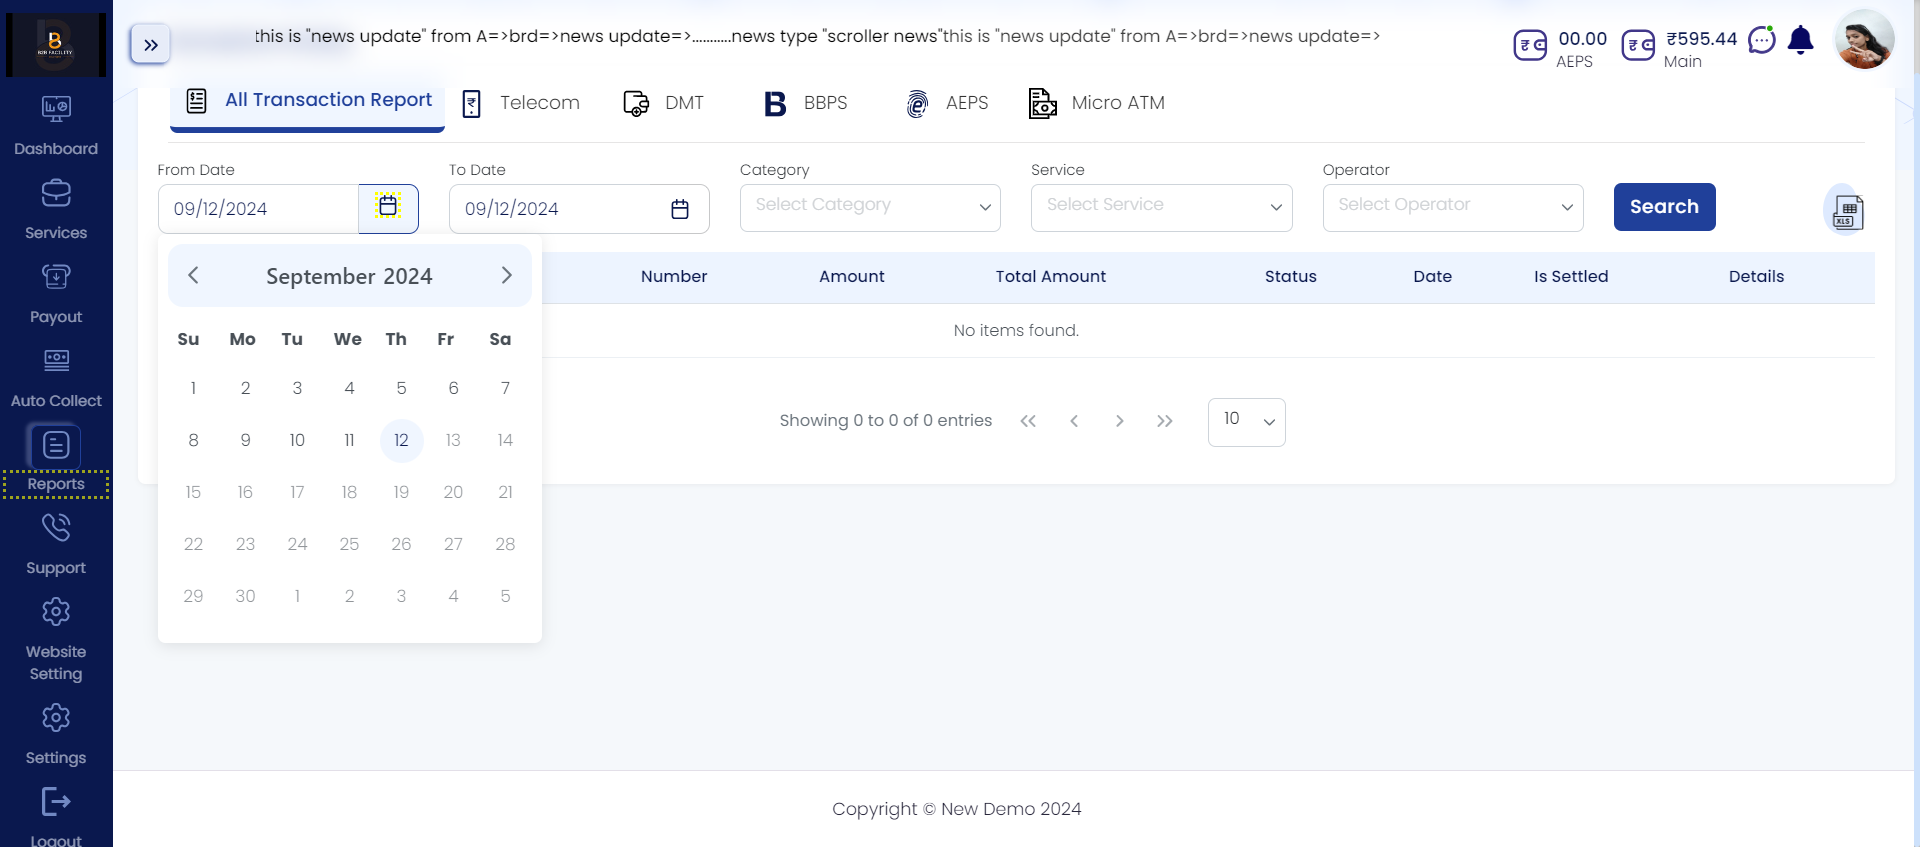 B2B FACILITY
this is "news update" from A=>brd=>news update=>...........news type "scroller news"this is "news update" from A=>brd=>news update=>
00.00
AEPS
₹595.44
Main
All Transaction Report
Telecom
DMT
BBPS
AEPS
Micro ATM
Dashboard
Services
Payout
Auto Collect
Reports
Support
Website
Setting
Settings
Logout
From Date
To Date
Category
Service
Operator
09/12/2024
09/12/2024
Select Category
Select Service
Select Operator
Search
XLS
September 2024
Su Mo Tu We Th Fr Sa
1 2 3 4 5 6 7
8 9 10 11 12 13 14
15 16 17 18 19 20 21
22 23 24 25 26 27 28
29 30 1 2 3 4 5
Number Amount Total Amount Status Date Is Settled Details
No items found.
Showing 0 to 0 of 0 entries
10
Copyright © New Demo 2024